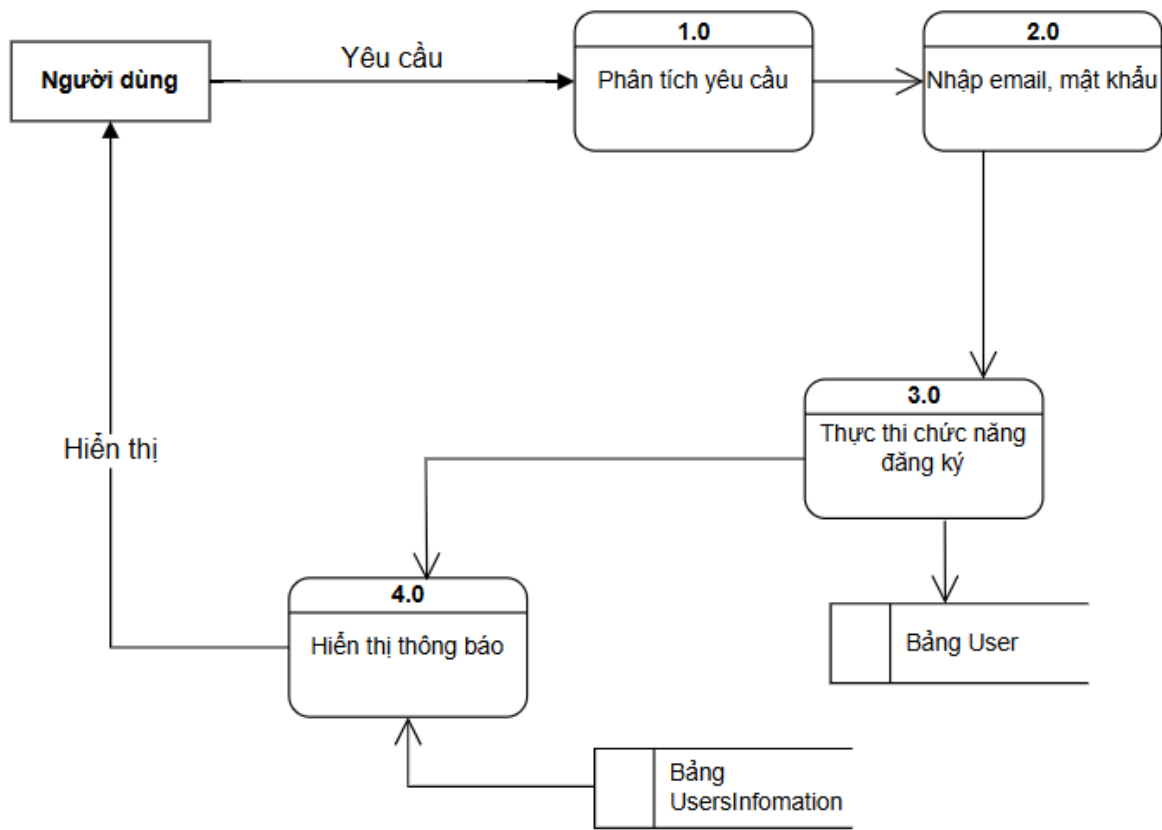 Người dùng
Yêu cầu
1.0
Phân tích yêu cầu
2.0
Nhập email, mật khẩu
3.0
Thực thi chức năng
đăng ký
Hiển thị
4.0
Hiển thị thông báo
Bảng User
Bảng
UsersInfomation